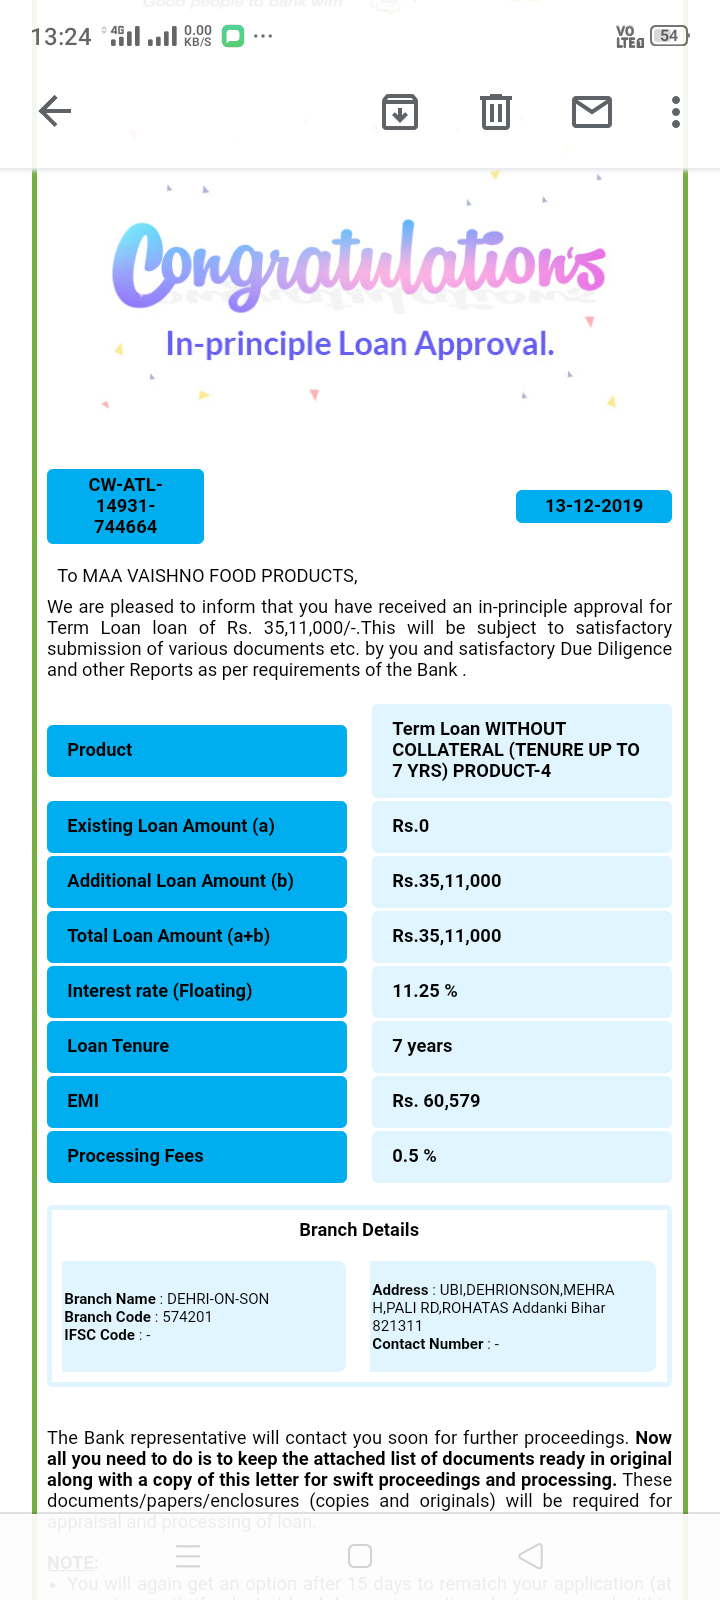 Good people to bank with
13:24
4G
0.00
KB/S
VO
LTE
54
Congratulation's
In-principle Loan Approval.
CW-ATL-
14931-
744664
13-12-2019
To MAA VAISHNO FOOD PRODUCTS,
We are pleased to inform that you have received an in-principle approval for
Term Loan loan of Rs. 35,11,000/-.This will be subject to satisfactory
submission of various documents etc. by you and satisfactory Due Diligence
and other Reports as per requirements of the Bank .
Product
Term Loan WITHOUT
COLLATERAL (TENURE UP TO
7 YRS) PRODUCT-4
Existing Loan Amount (a)
Rs.0
Additional Loan Amount (b)
Rs.35,11,000
Total Loan Amount (a+b)
Rs.35,11,000
Interest rate (Floating)
11.25 %
Loan Tenure
7 years
EMI
Rs. 60,579
Processing Fees
0.5 %
Branch Details
Branch Name : DEHRI-ON-SON
Branch Code : 574201
IFSC Code : -
Address : UBI,DEHRIONSON,MEHRA
H,PALI RD,ROHATAS Addanki Bihar
821311
Contact Number : -
The Bank representative will contact you soon for further proceedings. Now
all you need to do is to keep the attached list of documents ready in original
along with a copy of this letter for swift proceedings and processing. These
documents/papers/enclosures (copies and originals) will be required for
appraisal and processing of loan.
NOTE:
• You will again get an option after 15 days to rematch your application (at